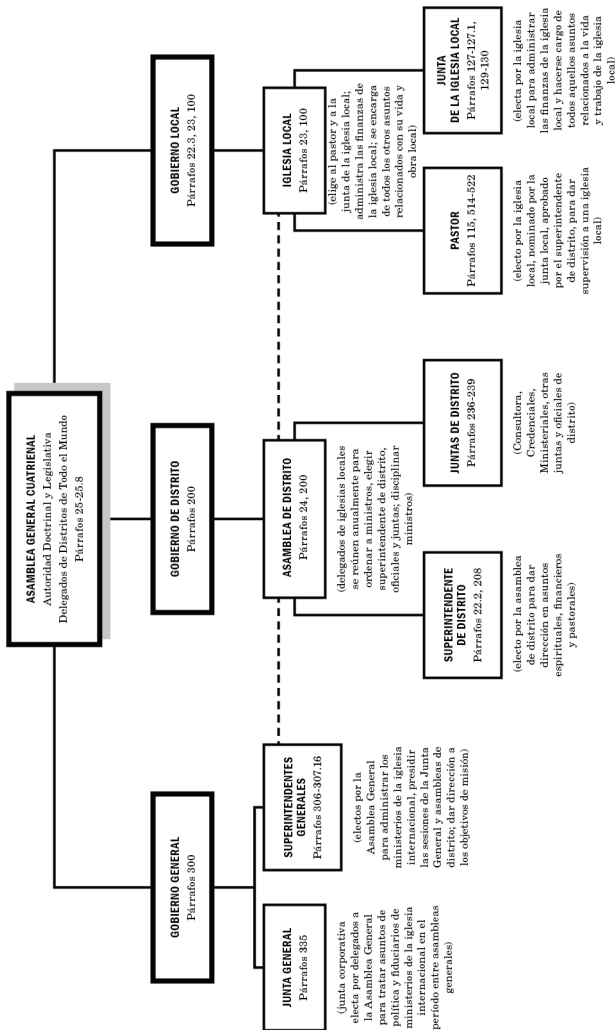 ASAMBLEA GENERAL CUATRIENAL
Autoridad Doctrinal y Legislativa
Delegados de Distritos de Todo el Mundo
Párrafos 25-25.8
GOBIERNO GENERAL
Párrafos 300
GOBIERNO DE DISTRITO
Párrafos 200
GOBIERNO LOCAL
Párrafos 22.3, 23, 100
JUNTA GENERAL
Párrafos 335
(junta corporativa
electa por delegados a
la Asamblea General
para tratar asuntos de
política y fiduciarios de
ministerios de la iglesia
internacional en el
período entre asambleas
generales)
SUPERINTENDENTES
GENERALES
Párrafos 306-307.16
(electos por la
Asamblea General
para administrar los
ministerios de la iglesia
internacional, presidir
las sesiones de la Junta
General y asambleas de
distrito; dar dirección a
los objetivos de misión)
ASAMBLEA DE DISTRITO
Párrafos 24, 200
(delegados de iglesias locales
se reúnen anualmente para
ordenar a ministros, elegir
superintendente de distrito,
oficiales y juntas; disciplinar
ministros)
IGLESIA LOCAL
Párrafos 23, 100
(elige al pastor y a la
junta de la iglesia local;
administra las finanzas de
la iglesia local; se encarga
de todos los otros asuntos
relacionados con su vida y
obra local)
SUPERINTENDENTE
DE DISTRITO
Párrafos 22.2, 208
(electo por la asamblea
de distrito para dar
dirección en asuntos
espirituales, financieros
y pastorales)
JUNTAS DE DISTRITO
Párrafos 236-239
(Consultora,
Credenciales,
Ministeriales, otras
juntas y oficiales de
distrito)
PASTOR
Párrafos 115, 514-522
(electo por la iglesia
local, nominado por la
junta local, aprobado
por el superintendente
de distrito, para dar
supervisión a una iglesia
local)
JUNTA
DE LA IGLESIA LOCAL
Párrafos 127-127.1,
129-130
(electa por la iglesia
local para administrar
las finanzas de la iglesia
local y hacerse cargo de
todos aquellos asuntos
relacionados a la vida
y trabajo de la iglesia
local)